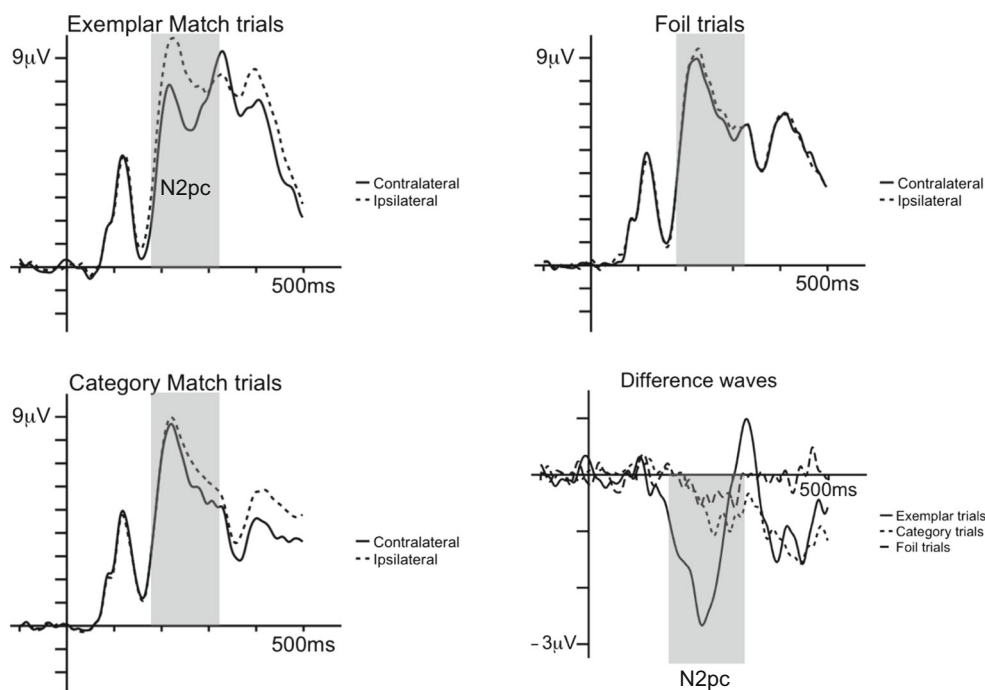 Exemplar Match trials
9μV
N2pc
500ms
Contralateral
Ipsilateral
Foil trials
9μV
500ms
Contralateral
Ipsilateral
Category Match trials
9μV
500ms
Contralateral
Ipsilateral
Difference waves
500ms
Exemplar trials
Category trials
Foil trials
-3μV
N2pc